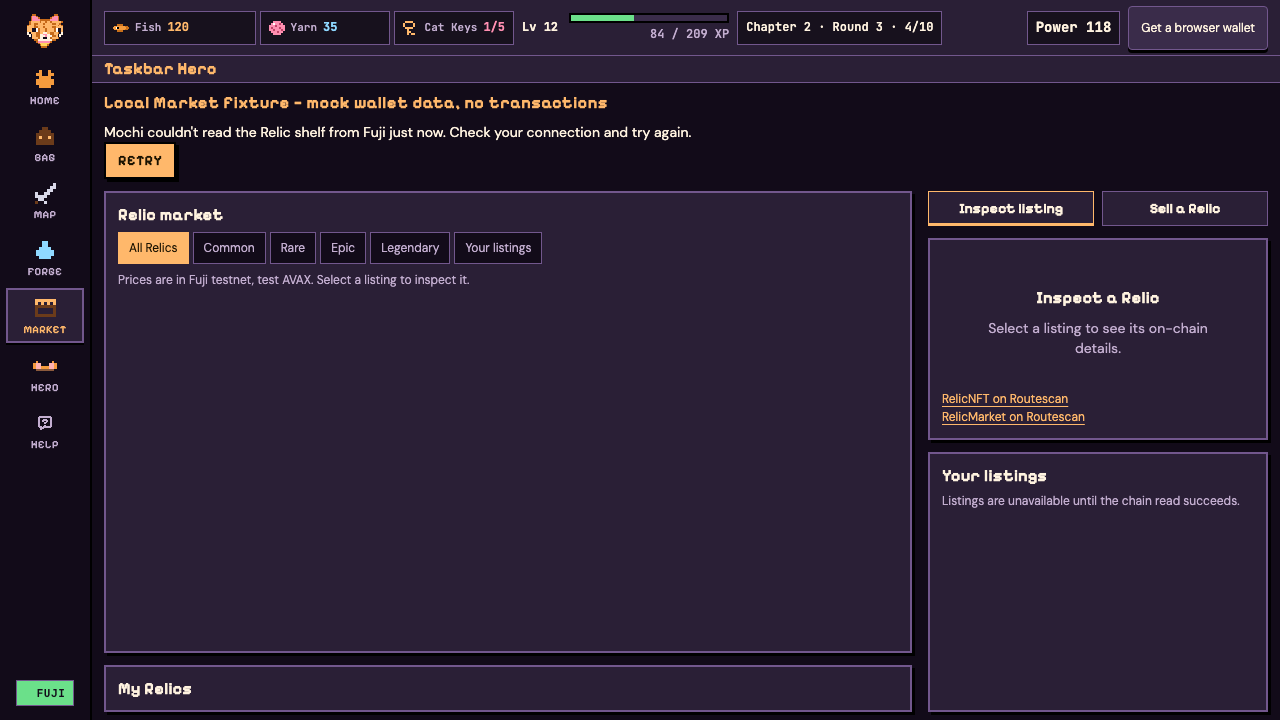 Fish 120
Yarn 35
Cat Keys 1/5
Lv 12
84 / 209 XP
Chapter 2 · Round 3 · 4/10
Power 118
Get a browser wallet
HOME
BAG
MAP
FORGE
MARKET
HERO
HELP
FUJI
Taskbar Hero
Local Market Fixture - mock wallet data, no transactions
Mochi couldn't read the Relic shelf from Fuji just now. Check your connection and try again.
RETRY
Relic market
All Relics
Common
Rare
Epic
Legendary
Your listings
Prices are in Fuji testnet, test AVAX. Select a listing to inspect it.
My Relics
Inspect listing
Sell a Relic
Inspect a Relic
Select a listing to see its on-chain
details.
RelicNFT on Routescan
RelicMarket on Routescan
Your listings
Listings are unavailable until the chain read succeeds.